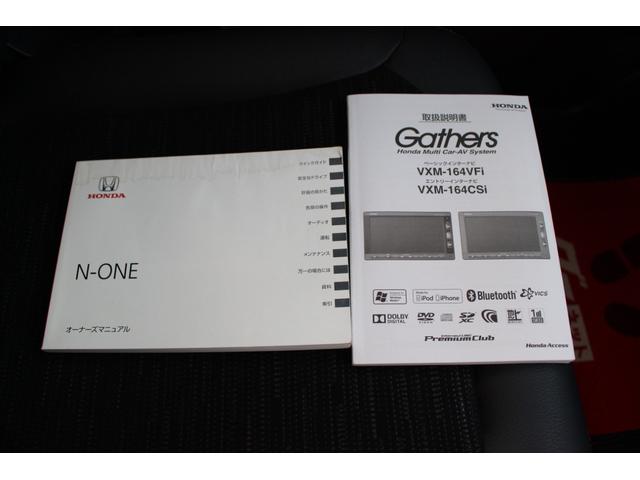 HONDA
N-ONE
オーナーズマニュアル
クイックガイド
安全なドライブ
計器の見かた
各部の操作
オーディオ
運転
メンテナンス
万一の場合には
資料
索引
HONDA
取扱説明書
Gathers
Honda Multi Car-AV System
ベーシックインターナビ
VXM-164VFi
エントリーインターナビ
VXM-164CSi
Made for
iPod iPhone
Bluetooth
VICS
DOLBY
DIGITAL
DVD
VIDEO
SD
XC
PremiumClub
Honda Access